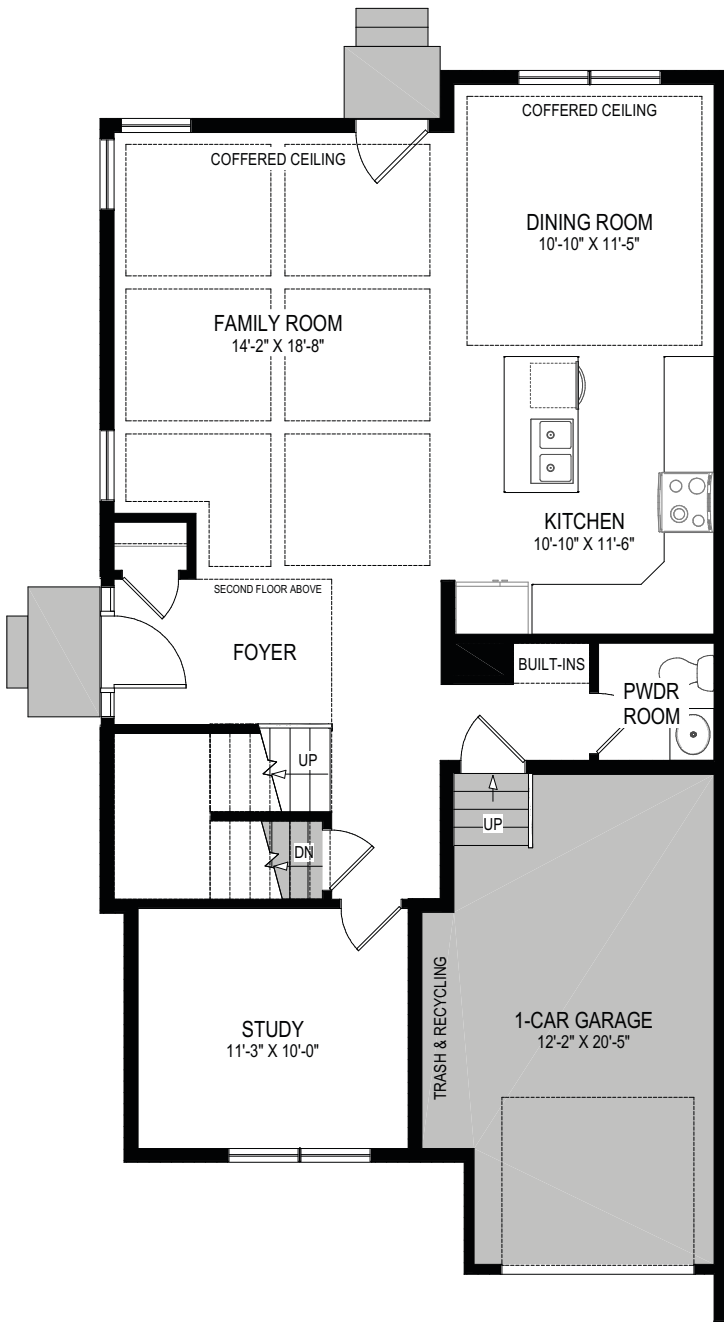 COFFERED CEILING
COFFERED CEILING
DINING ROOM
10'-10" X 11'-5"
FAMILY ROOM
14'-2" X 18'-8"
KITCHEN
10'-10" X 11'-6"
SECOND FLOOR ABOVE
FOYER
BUILT-INS
PWDR
ROOM
UP
UP
DN
TRASH & RECYCLING
STUDY
11'-3" X 10'-0"
1-CAR GARAGE
12'-2" X 20'-5"